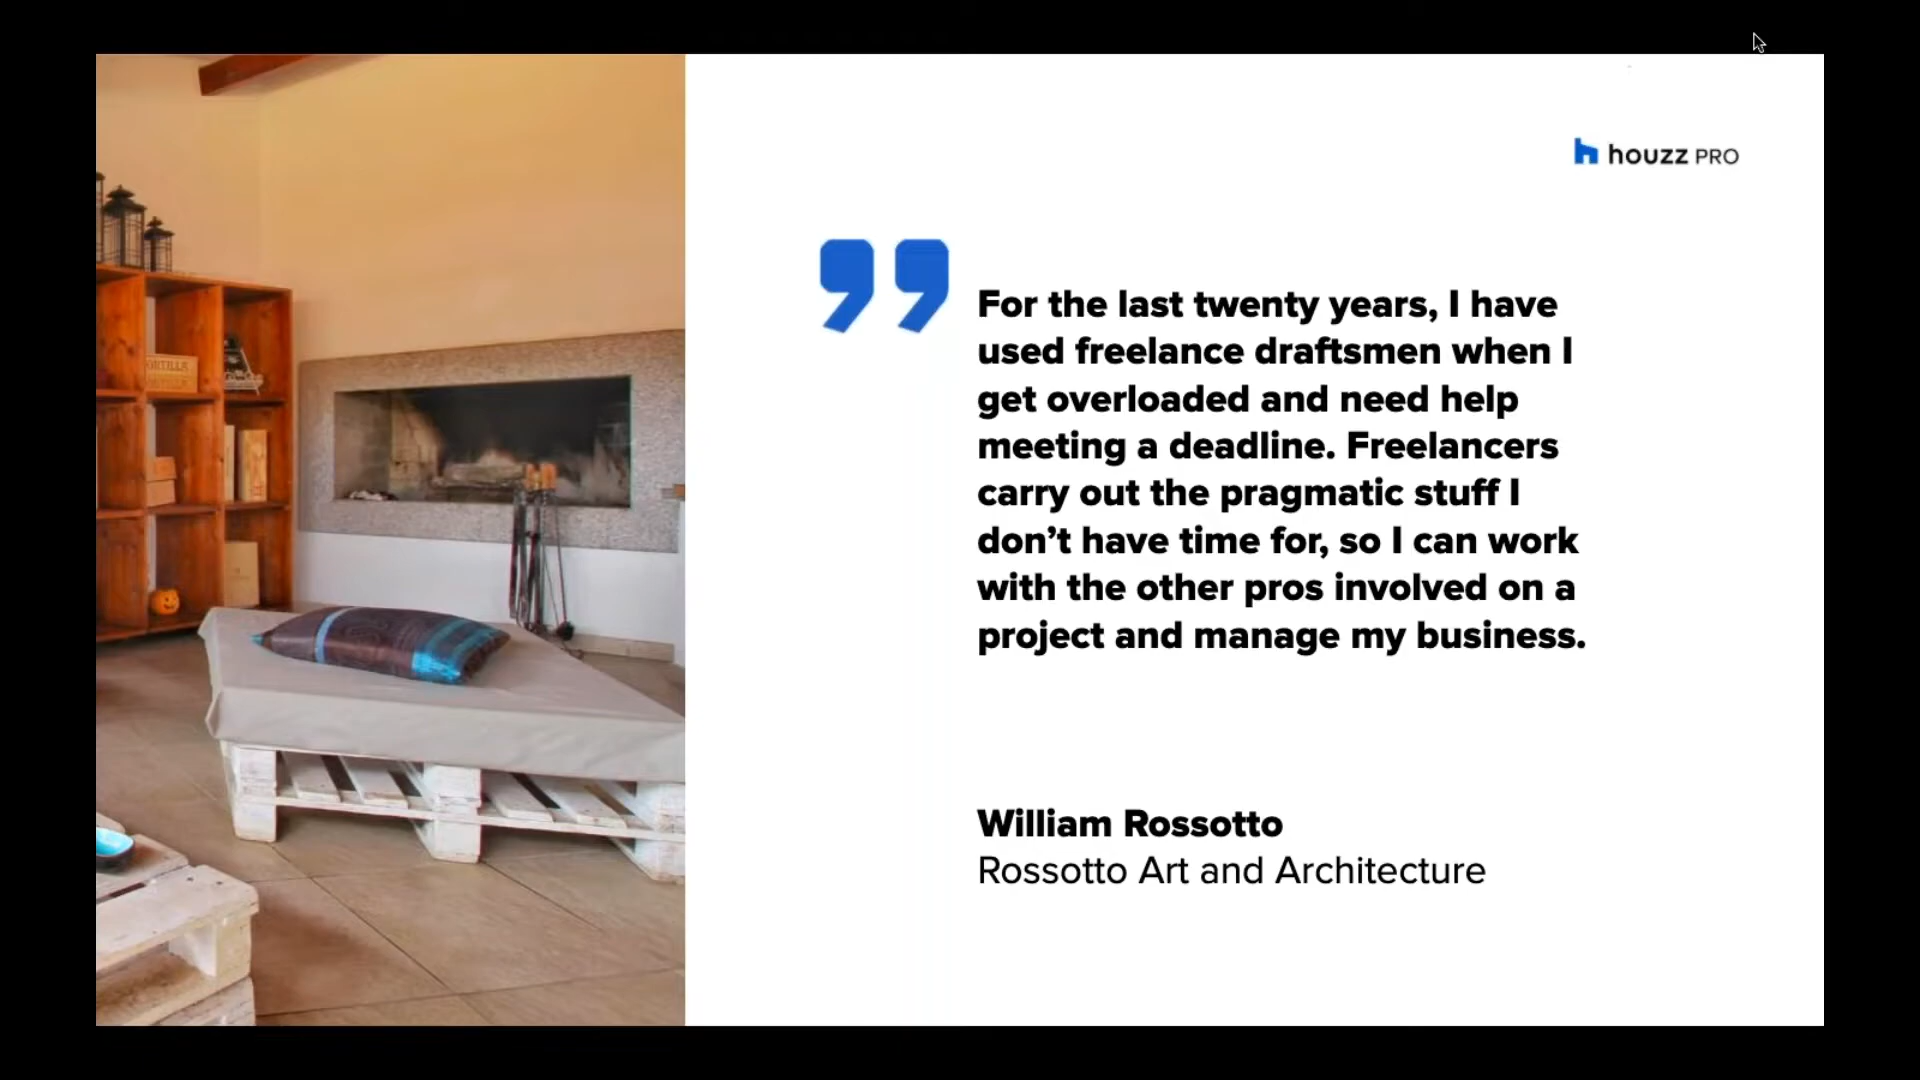 houzz PRO
For the last twenty years, I have
used freelance draftsmen when I
get overloaded and need help
meeting a deadline. Freelancers
carry out the pragmatic stuff I
don’t have time for, so I can work
with the other pros involved on a
project and manage my business.
William Rossotto
Rossotto Art and Architecture